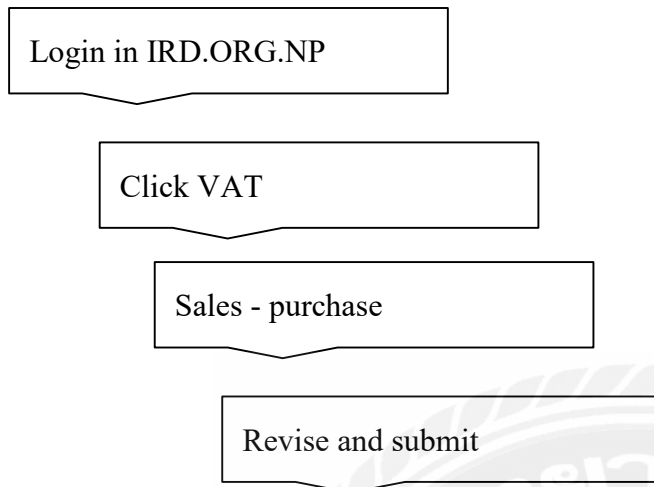 Login in IRD.ORG.NP
Click VAT
Sales - purchase
Revise and submit